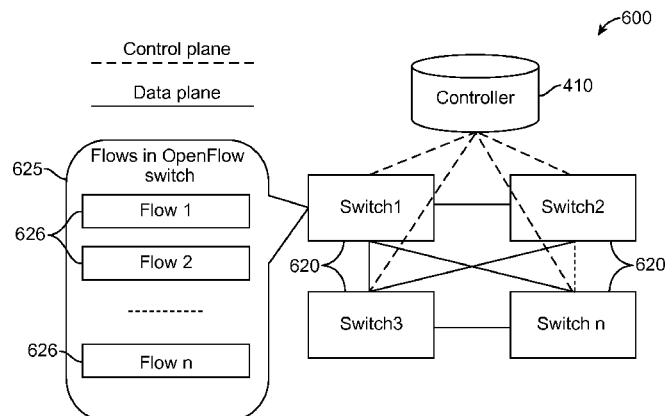 600
Control plane
Data plane
Controller
410
625
Flows in OpenFlow
switch
Flow 1
626
Flow 2
626
Flow n
Switch1
Switch2
620
620
Switch3
Switch n